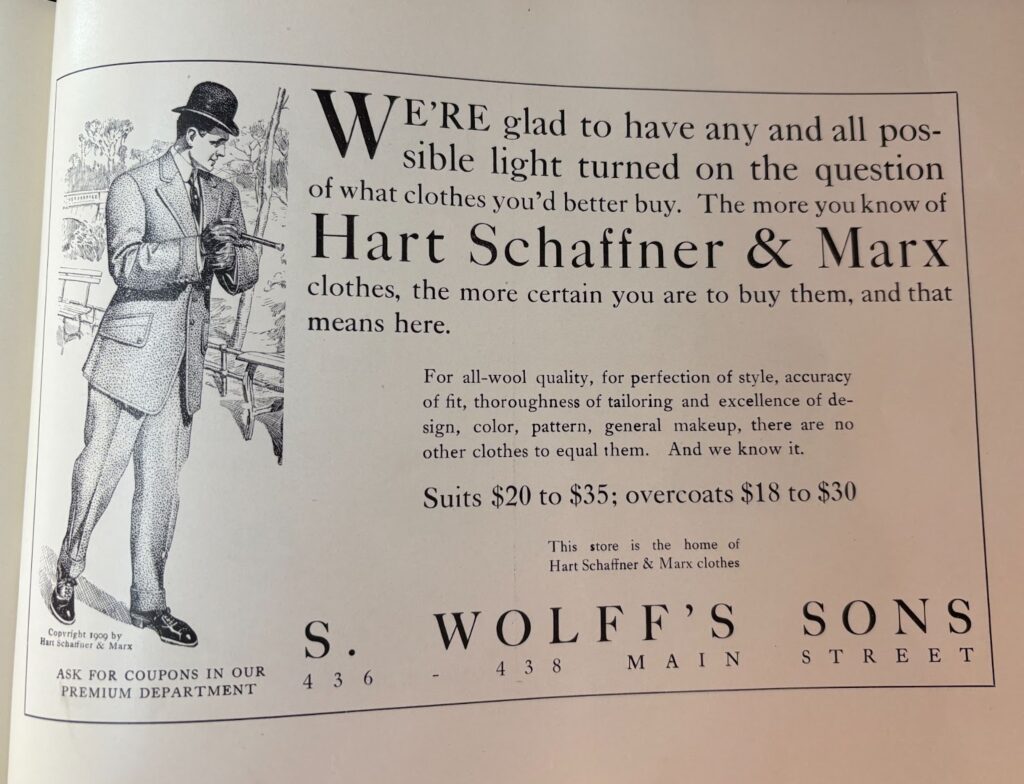 WE'RE glad to have any and all pos-
sible light turned on the question
of what clothes you'd better buy. The more you know of
Hart Schaffner & Marx
clothes, the more certain you are to buy them, and that
means here.
For all-wool quality, for perfection of style, accuracy
of fit, thoroughness of tailoring and excellence of de-
sign, color, pattern, general makeup, there are no
other clothes to equal them. And we know it.
Suits $20 to $35; overcoats $18 to $30
This store is the home of
Hart Schaffner & Marx clothes
Copyright 1909 by
Hart Schaffner & Marx
ASK FOR COUPONS IN OUR
PREMIUM DEPARTMENT
S. WOLFF'S SONS
436 - 438 MAIN STREET